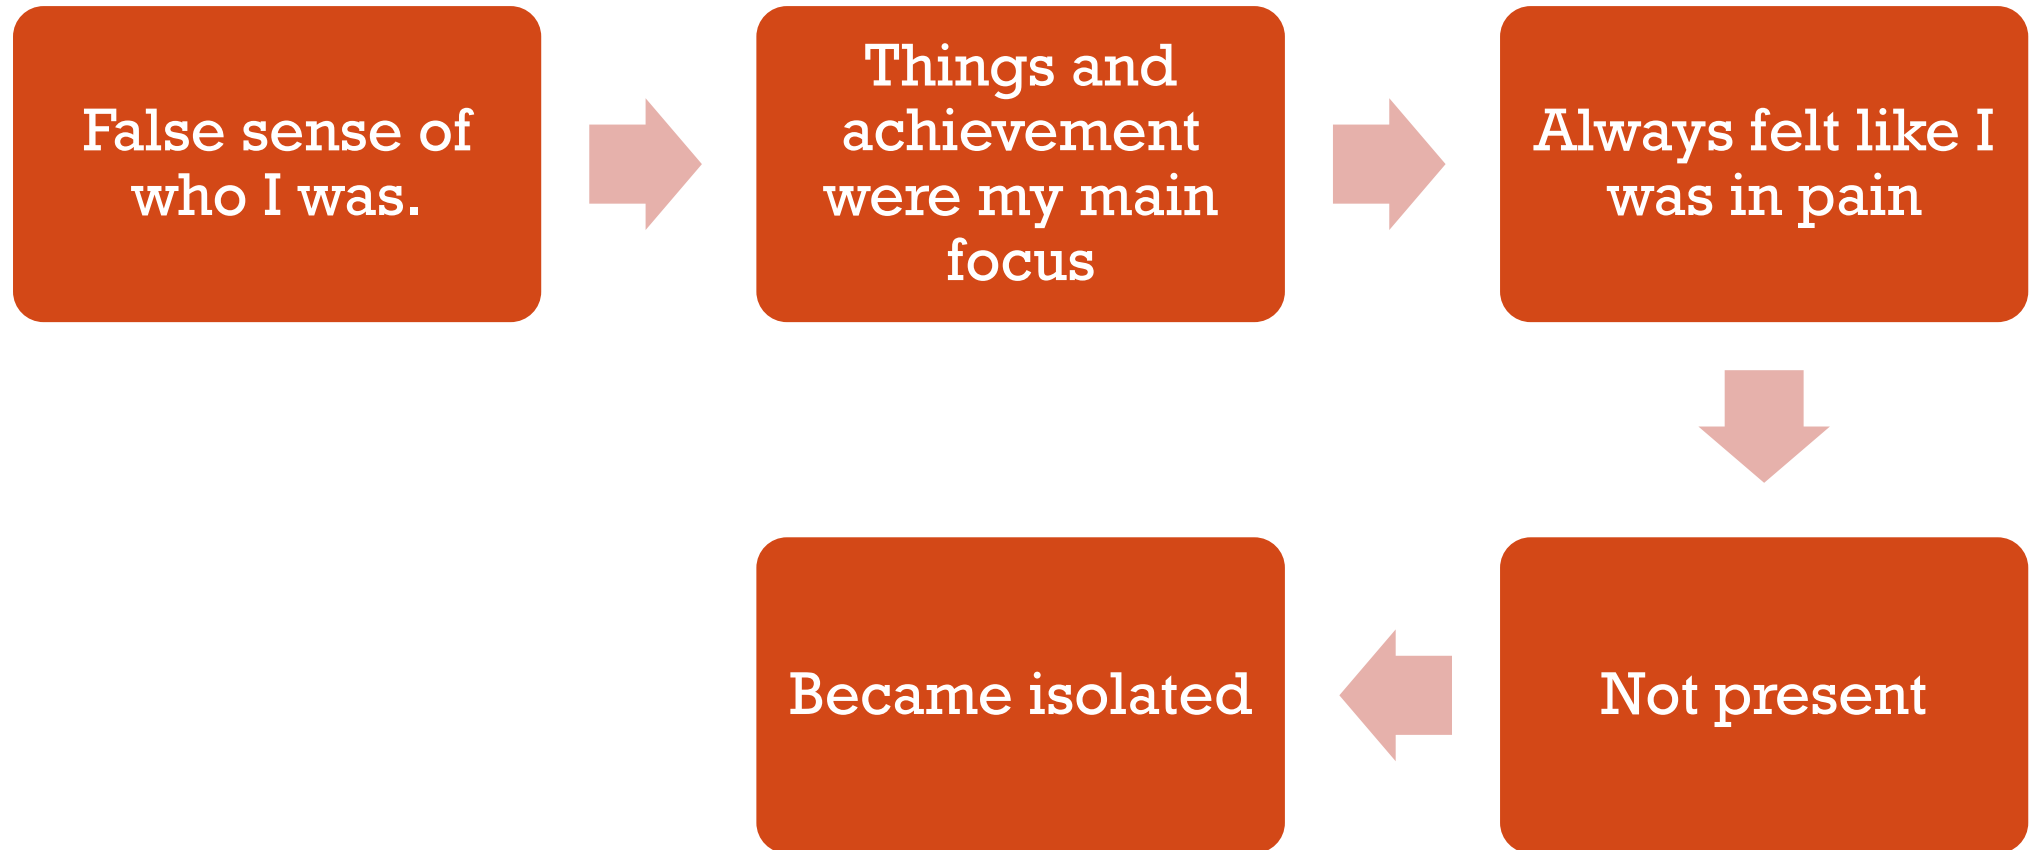 False sense of
who I was.
Things and
achievement
were my main
focus
Always felt like I
was in pain
Not present
Became isolated